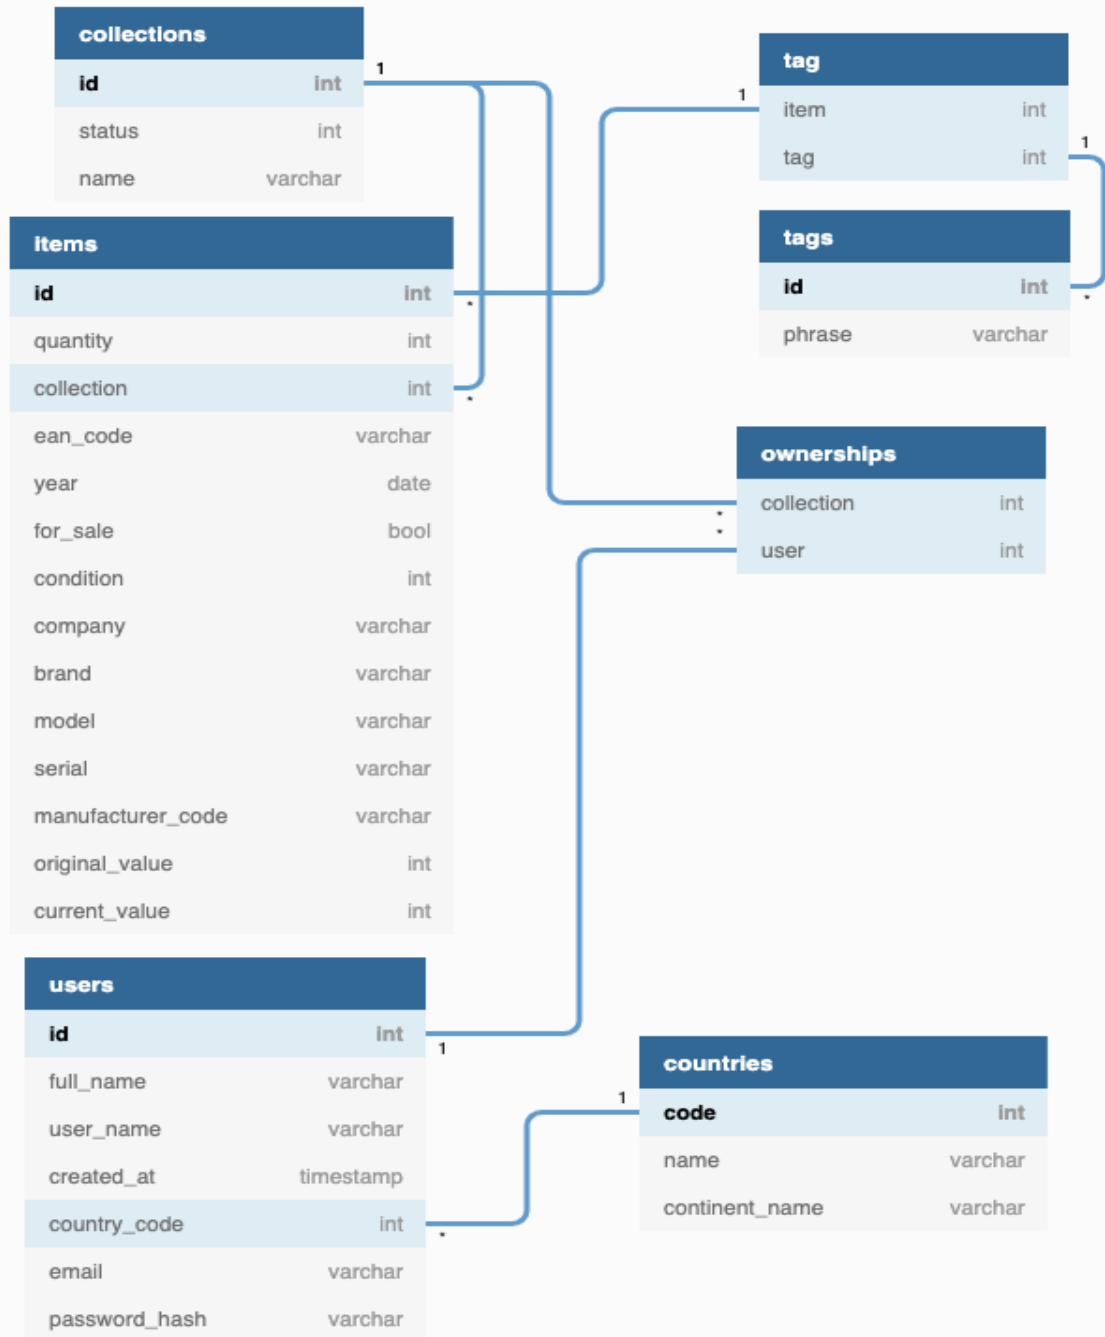 collections
id int
status int
name varchar
1
items
id int
*
quantity int
collection int
*
ean_code varchar
year date
for_sale bool
condition int
company varchar
brand varchar
model varchar
serial varchar
manufacturer_code varchar
original_value int
current_value int
users
id int
1
full_name varchar
user_name varchar
created_at timestamp
country_code int
*
email varchar
password_hash varchar
tag
1
item int
tag int
1
tags
id int
*
phrase varchar
ownerships
collection int
*
*
user int
countries
1
code int
name varchar
continent_name varchar